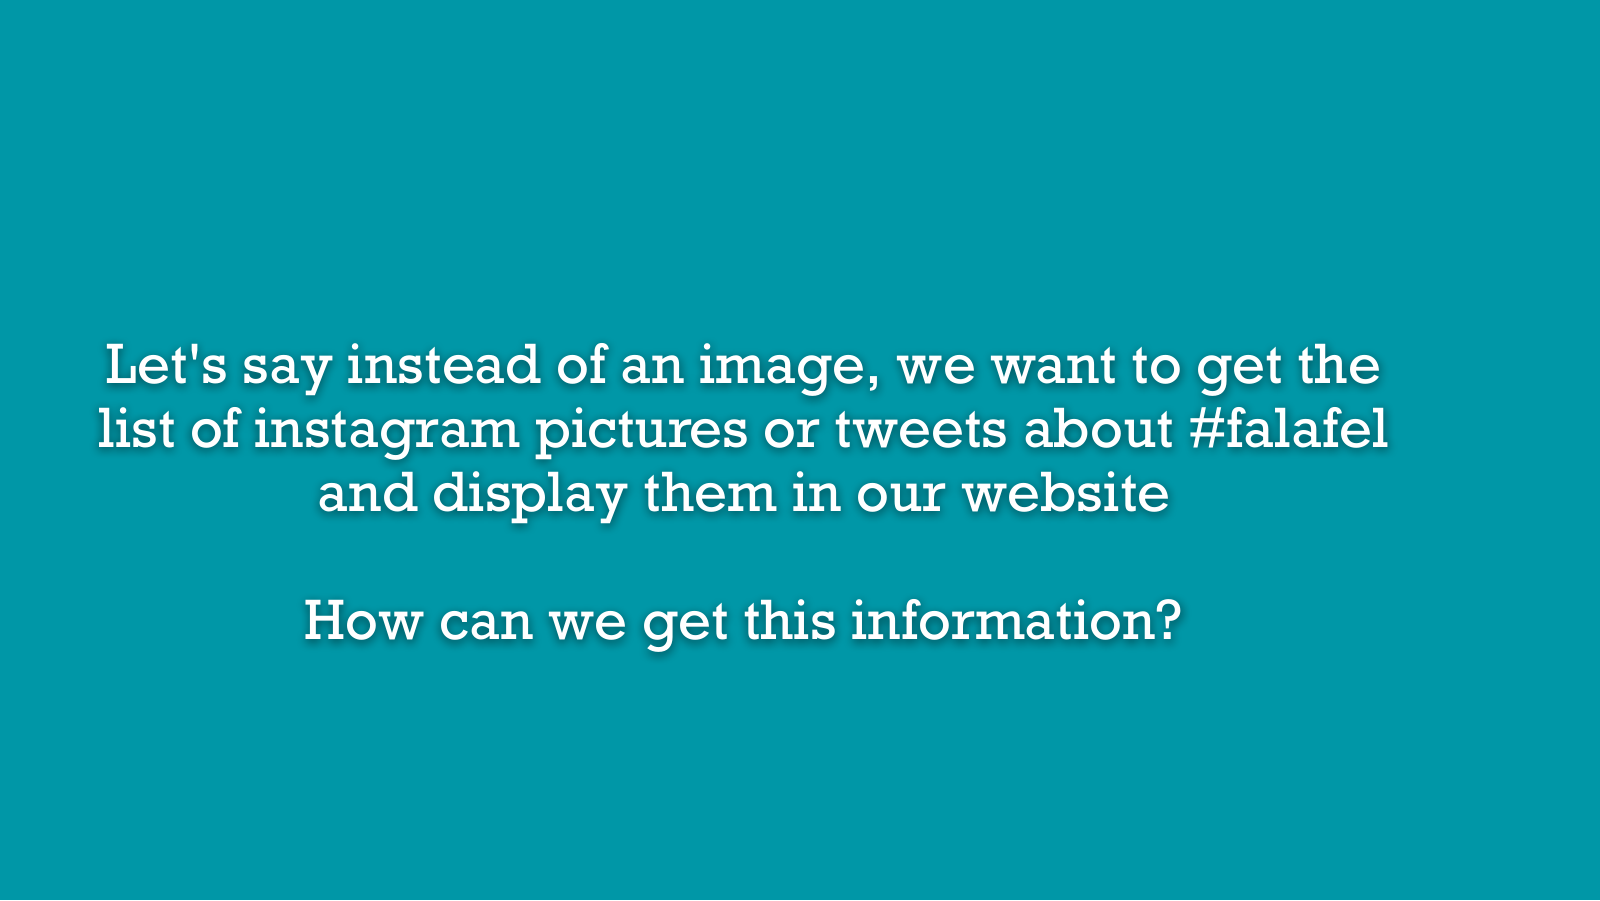 Let's say instead of an image, we want to get the
list of instagram pictures or tweets about #falafel
and display them in our website
How can we get this information?